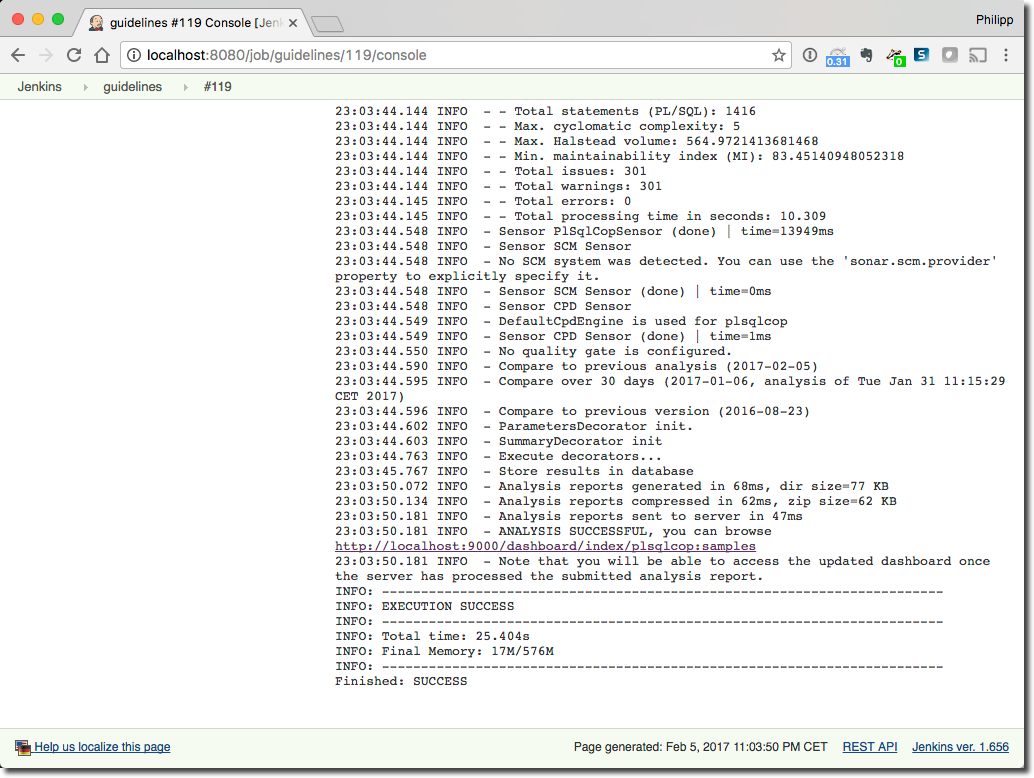 guidelines #119 Console [Jenk
Philipp
localhost:8080/job/guidelines/119/console
0.31
0
S
Jenkins guidelines #119
23:03:44.144 INFO  - - Total statements (PL/SQL): 1416
23:03:44.144 INFO  - - Max. cyclomatic complexity: 5
23:03:44.144 INFO  - - Max. Halstead volume: 564.9721413681468
23:03:44.144 INFO  - - Min. maintainability index (MI): 83.45140948052318
23:03:44.144 INFO  - - Total issues: 301
23:03:44.144 INFO  - - Total warnings: 301
23:03:44.145 INFO  - - Total errors: 0
23:03:44.145 INFO  - - Total processing time in seconds: 10.309
23:03:44.548 INFO  - Sensor PlSqlCopSensor (done) | time=13949ms
23:03:44.548 INFO  - Sensor SCM Sensor
23:03:44.548 INFO  - No SCM system was detected. You can use the 'sonar.scm.provider'
property to explicitly specify it.
23:03:44.548 INFO  - Sensor SCM Sensor (done) | time=0ms
23:03:44.548 INFO  - Sensor CPD Sensor
23:03:44.549 INFO  - DefaultCpdEngine is used for plsqlcop
23:03:44.549 INFO  - Sensor CPD Sensor (done) | time=1ms
23:03:44.550 INFO  - No quality gate is configured.
23:03:44.590 INFO  - Compare to previous analysis (2017-02-05)
23:03:44.595 INFO  - Compare over 30 days (2017-01-06, analysis of Tue Jan 31 11:15:29
CET 2017)
23:03:44.596 INFO  - Compare to previous version (2016-08-23)
23:03:44.602 INFO  - ParametersDecorator init.
23:03:44.603 INFO  - SummaryDecorator init
23:03:44.763 INFO  - Execute decorators...
23:03:45.767 INFO  - Store results in database
23:03:50.072 INFO  - Analysis reports generated in 68ms, dir size=77 KB
23:03:50.134 INFO  - Analysis reports compressed in 62ms, zip size=62 KB
23:03:50.181 INFO  - Analysis reports sent to server in 47ms
23:03:50.181 INFO  - ANALYSIS SUCCESSFUL, you can browse
http://localhost:9000/dashboard/index/plsqlcop:samples
23:03:50.181 INFO  - Note that you will be able to access the updated dashboard once
the server has processed the submitted analysis report.
INFO: ------------------------------------------------------------------------
INFO: EXECUTION SUCCESS
INFO: ------------------------------------------------------------------------
INFO: Total time: 25.404s
INFO: Final Memory: 17M/576M
INFO: ------------------------------------------------------------------------
Finished: SUCCESS
Help us localize this page
Page generated: Feb 5, 2017 11:03:50 PM CET REST API Jenkins ver. 1.656